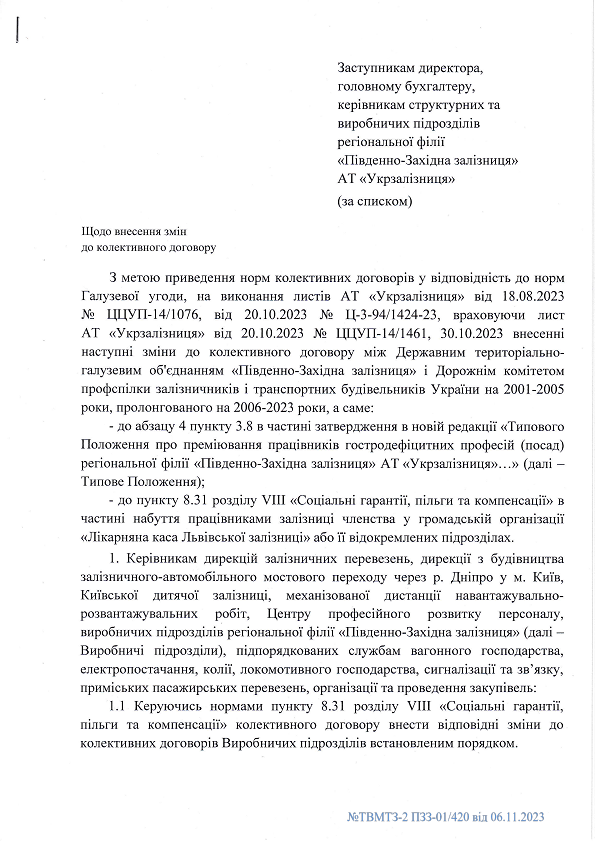 Заступникам директора,
головному бухгалтеру,
керівникам структурних та
виробничих підрозділів
регіональної філії
«Південно-Західна залізниця»
АТ «Укрзалізниця»
(за списком)
Щодо внесення змін
до колективного договору
З метою приведення норм колективних договорів у відповідність до норм
Галузевої угоди, на виконання листів АТ «Укрзалізниця» від 18.08.2023
№ ЦЦУП-14/1076, від 20.10.2023 № Ц-3-94/1424-23, враховуючи лист
АТ «Укрзалізниця» від 20.10.2023 № ЦЦУП-14/1461, 30.10.2023 внесенні
наступні зміни до колективного договору між Державним територіально-
галузевим об'єднанням «Південно-Західна залізниця» і Дорожнім комітетом
профспілки залізничників і транспортних будівельників України на 2001-2005
роки, пролонгованого на 2006-2023 роки, а саме:
- до абзацу 4 пункту 3.8 в частині затвердження в новій редакції «Типового
Положення про преміювання працівників гостродефіцитних професій (посад)
регіональної філії «Південно-Західна залізниця» АТ «Укрзалізниця»…» (далі –
Типове Положення);
- до пункту 8.31 розділу VIII «Соціальні гарантії, пільги та компенсації» в
частині набуття працівниками залізниці членства у громадській організації
«Лікарняна каса Львівської залізниці» або її відокремлених підрозділах.
1. Керівникам дирекцій залізничних перевезень, дирекції з будівництва
залізничного-автомобільного мостового переходу через р. Дніпро у м. Київ,
Київської дитячої залізниці, механізованої дистанції навантажувально-
розвантажувальних робіт, Центру професійного розвитку персоналу,
виробничих підрозділів регіональної філії «Південно-Західна залізниця» (далі –
Виробничі підрозділи), підпорядкованих службам вагонного господарства,
електропостачання, колії, локомотивного господарства, сигналізації та зв’язку,
приміських пасажирських перевезень, організації та проведення закупівель:
1.1 Керуючись нормами пункту 8.31 розділу VIII «Соціальні гарантії,
пільги та компенсації» колективного договору внести відповідні зміни до
колективних договорів Виробничих підрозділів встановленим порядком.
№ТВМТЗ-2 ПЗЗ-01/420 від 06.11.2023